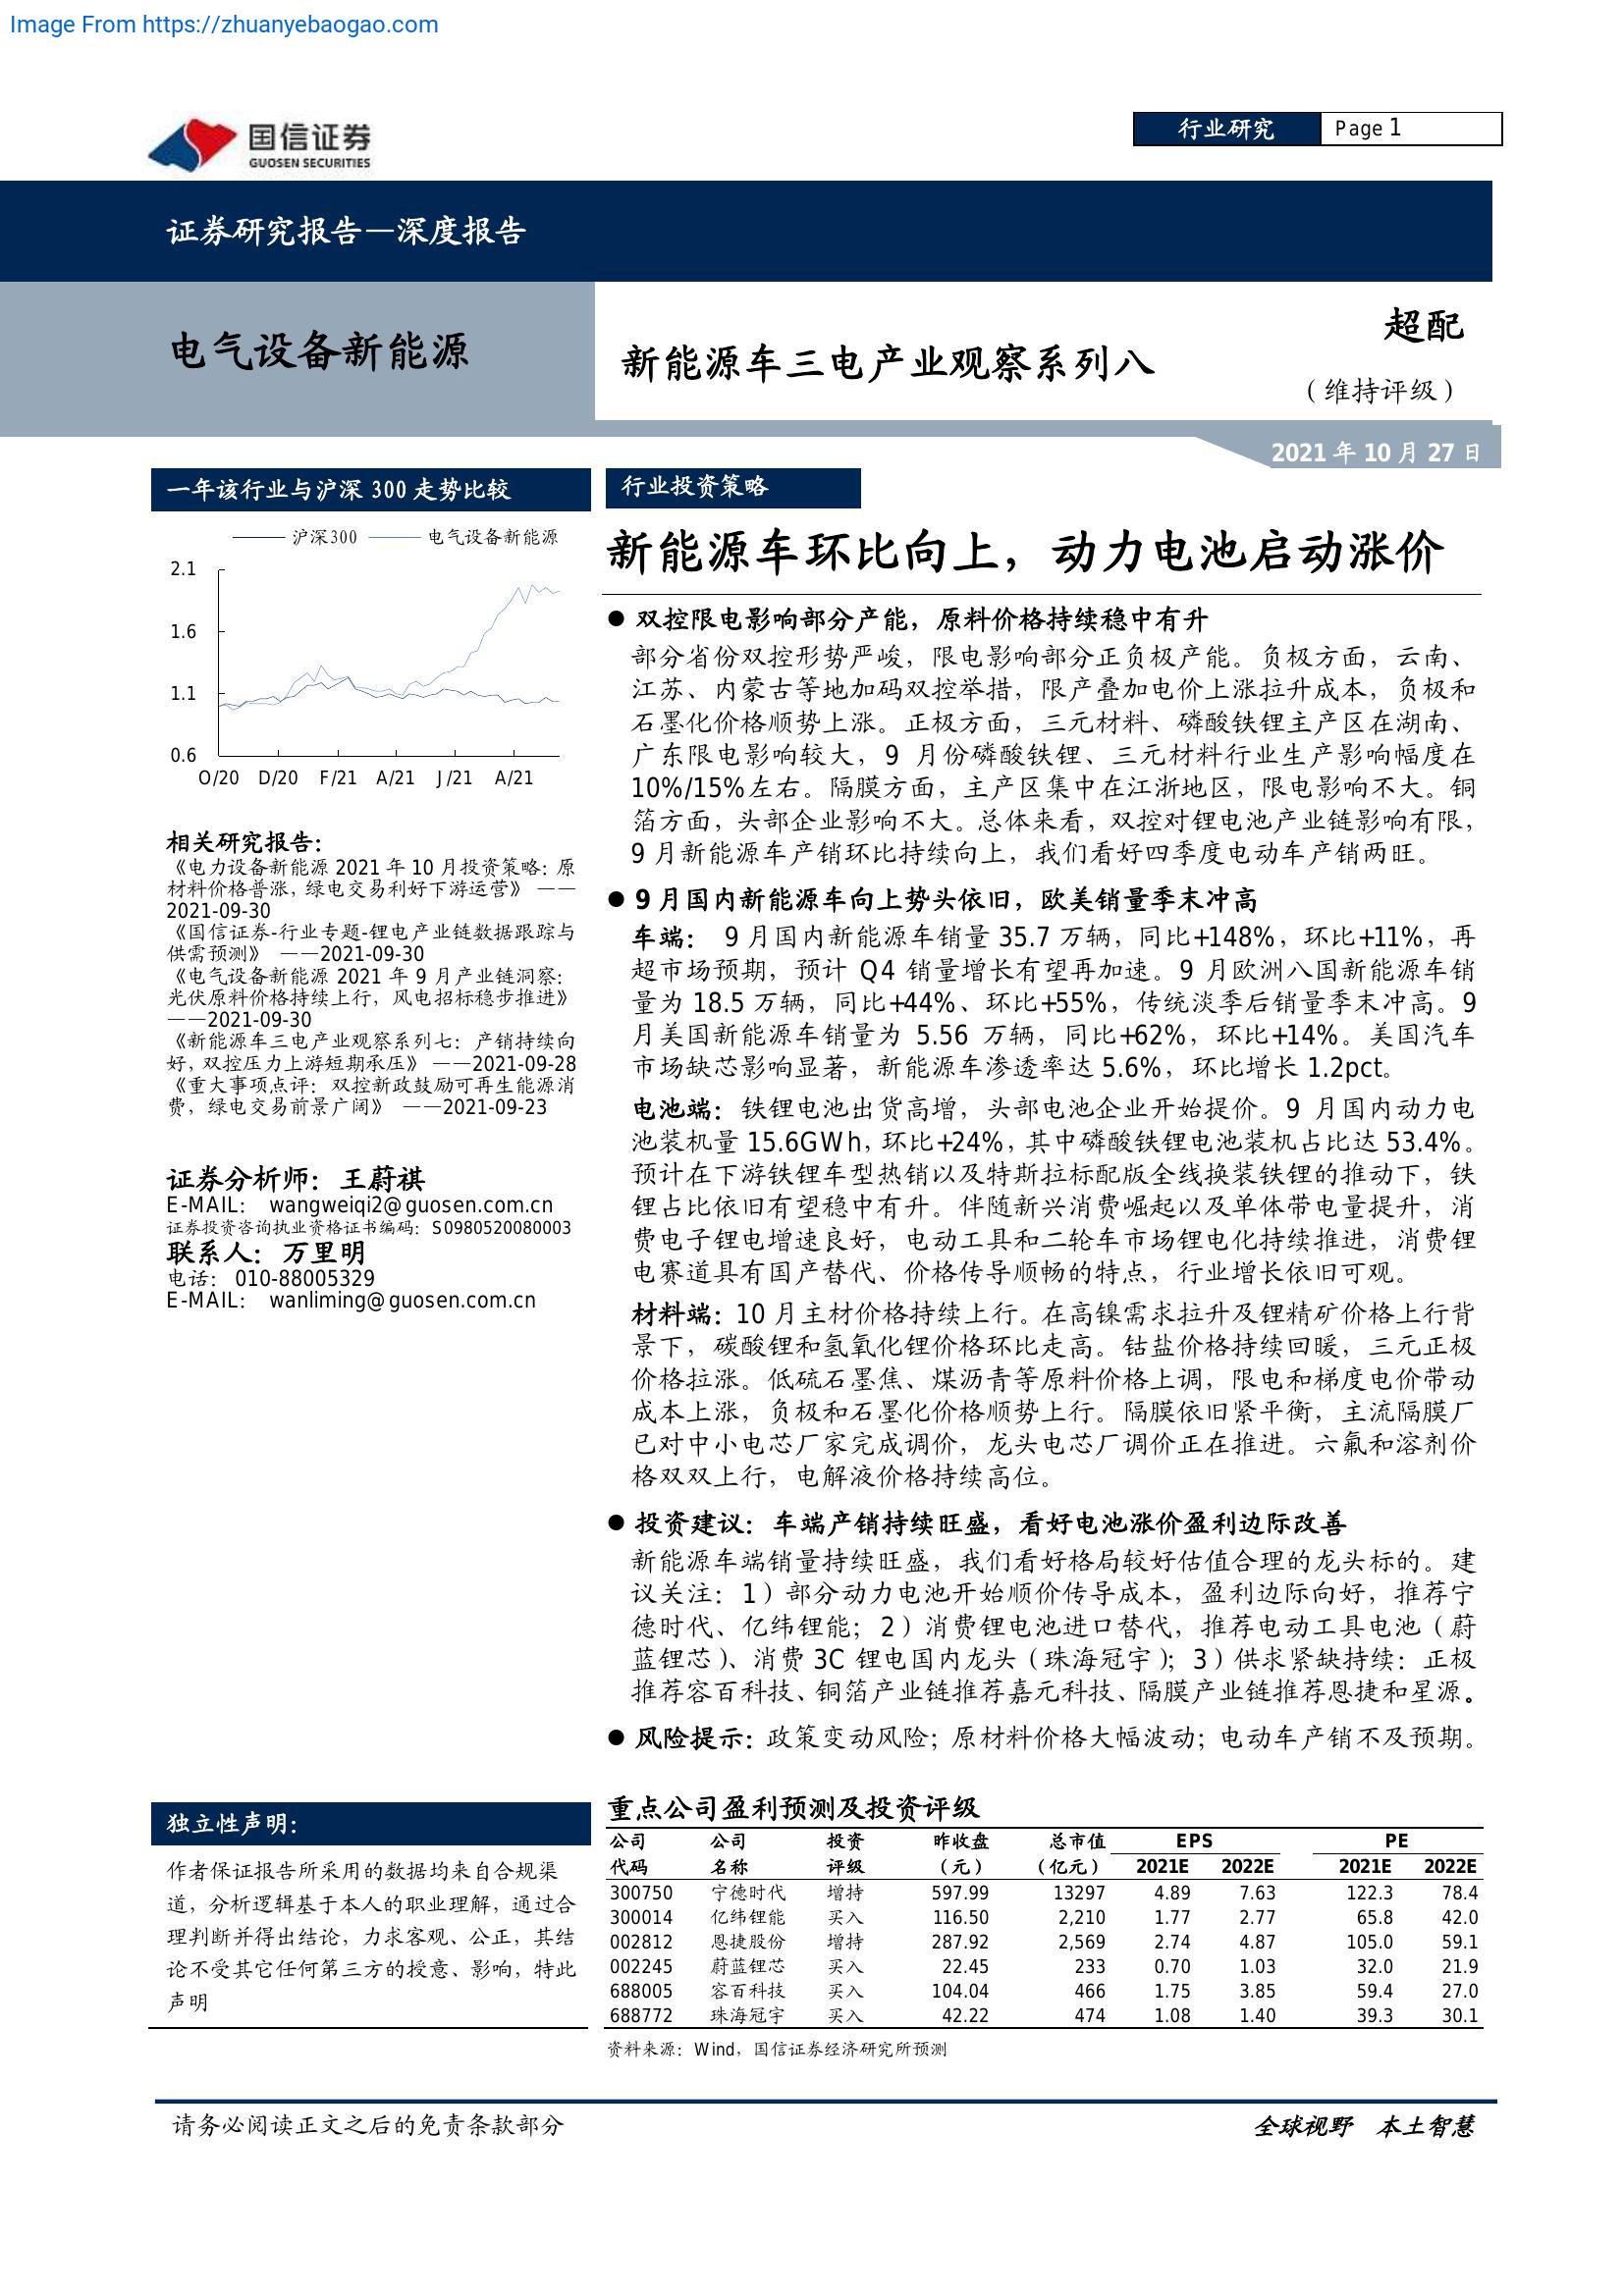 Image From https://zhuanyebaogao.com
国信证券
GUOSEN SECURITIES
行业研究
Page 1
证券研究报告—深度报告
电气设备新能源
新能源车三电产业观察系列八
超配
（维持评级）
2021 年 10 月 27 日
一年该行业与沪深 300 走势比较
沪深300 电气设备新能源
2.1
1.6
1.1
0.6
O/20 D/20 F/21 A/21 J/21 A/21
相关研究报告：
《电力设备新能源 2021 年 10 月投资策略：原
材料价格普涨，绿电交易利好下游运营》 ——
2021-09-30
《国信证券-行业专题-锂电产业链数据跟踪与
供需预测》 ——2021-09-30
《电气设备新能源 2021 年 9 月产业链洞察：
光伏原料价格持续上行，风电招标稳步推进》
——2021-09-30
《新能源车三电产业观察系列七：产销持续向
好，双控压力上游短期承压》 ——2021-09-28
《重大事项点评：双控新政鼓励可再生能源消
费，绿电交易前景广阔》 ——2021-09-23
证券分析师：王蔚祺
E-MAIL： wangweiqi2@guosen.com.cn
证券投资咨询执业资格证书编码：S0980520080003
联系人：万里明
电话： 010-88005329
E-MAIL： wanliming@guosen.com.cn
独立性声明：
作者保证报告所采用的数据均来自合规渠
道，分析逻辑基于本人的职业理解，通过合
理判断并得出结论，力求客观、公正，其结
论不受其它任何第三方的授意、影响，特此
声明
行业投资策略
新能源车环比向上，动力电池启动涨价
● 双控限电影响部分产能，原料价格持续稳中有升
部分省份双控形势严峻，限电影响部分正负极产能。负极方面，云南、
江苏、内蒙古等地加码双控举措，限产叠加电价上涨拉升成本，负极和
石墨化价格顺势上涨。正极方面，三元材料、磷酸铁锂主产区在湖南、
广东限电影响较大，9 月份磷酸铁锂、三元材料行业生产影响幅度在
10%/15%左右。隔膜方面，主产区集中在江浙地区，限电影响不大。铜
箔方面，头部企业影响不大。总体来看，双控对锂电池产业链影响有限，
9 月新能源车产销环比持续向上，我们看好四季度电动车产销两旺。
● 9 月国内新能源车向上势头依旧，欧美销量季末冲高
车端： 9 月国内新能源车销量 35.7 万辆，同比+148%，环比+11%，再
超市场预期，预计 Q4 销量增长有望再加速。9 月欧洲八国新能源车销
量为 18.5 万辆，同比+44%、环比+55%，传统淡季后销量季末冲高。9
月美国新能源车销量为 5.56 万辆，同比+62%，环比+14%。美国汽车
市场缺芯影响显著，新能源车渗透率达 5.6%，环比增长 1.2pct。
电池端：铁锂电池出货高增，头部电池企业开始提价。9 月国内动力电
池装机量 15.6GWh，环比+24%，其中磷酸铁锂电池装机占比达 53.4%。
预计在下游铁锂车型热销以及特斯拉标配版全线换装铁锂的推动下，铁
锂占比依旧有望稳中有升。伴随新兴消费崛起以及单体带电量提升，消
费电子锂电增速良好，电动工具和二轮车市场锂电化持续推进，消费锂
电赛道具有国产替代、价格传导顺畅的特点，行业增长依旧可观。
材料端：10 月主材价格持续上行。在高镍需求拉升及锂精矿价格上行背
景下，碳酸锂和氢氧化锂价格环比走高。钴盐价格持续回暖，三元正极
价格拉涨。低硫石墨焦、煤沥青等原料价格上调，限电和梯度电价带动
成本上涨，负极和石墨化价格顺势上行。隔膜依旧紧平衡，主流隔膜厂
已对中小电芯厂家完成调价，龙头电芯厂调价正在推进。六氟和溶剂价
格双双上行，电解液价格持续高位。
● 投资建议：车端产销持续旺盛，看好电池涨价盈利边际改善
新能源车端销量持续旺盛，我们看好格局较好估值合理的龙头标的。建
议关注：1）部分动力电池开始顺价传导成本，盈利边际向好，推荐宁
德时代、亿纬锂能；2）消费锂电池进口替代，推荐电动工具电池（蔚
蓝锂芯）、消费 3C 锂电国内龙头（珠海冠宇）；3）供求紧缺持续：正极
推荐容百科技、铜箔产业链推荐嘉元科技、隔膜产业链推荐恩捷和星源。
● 风险提示：政策变动风险；原材料价格大幅波动；电动车产销不及预期。
重点公司盈利预测及投资评级
公司 公司 投资 昨收盘 总市值 EPS PE
代码 名称 评级 （元） （亿元） 2021E 2022E 2021E 2022E
300750 宁德时代 增持 597.99 13297 4.89 7.63 122.3 78.4
300014 亿纬锂能 买入 116.50 2,210 1.77 2.77 65.8 42.0
002812 恩捷股份 增持 287.92 2,569 2.74 4.87 105.0 59.1
002245 蔚蓝锂芯 买入 22.45 233 0.70 1.03 32.0 21.9
688005 容百科技 买入 104.04 466 1.75 3.85 59.4 27.0
688772 珠海冠宇 买入 42.22 474 1.08 1.40 39.3 30.1
资料来源：Wind，国信证券经济研究所预测
请务必阅读正文之后的免责条款部分
全球视野 本土智慧